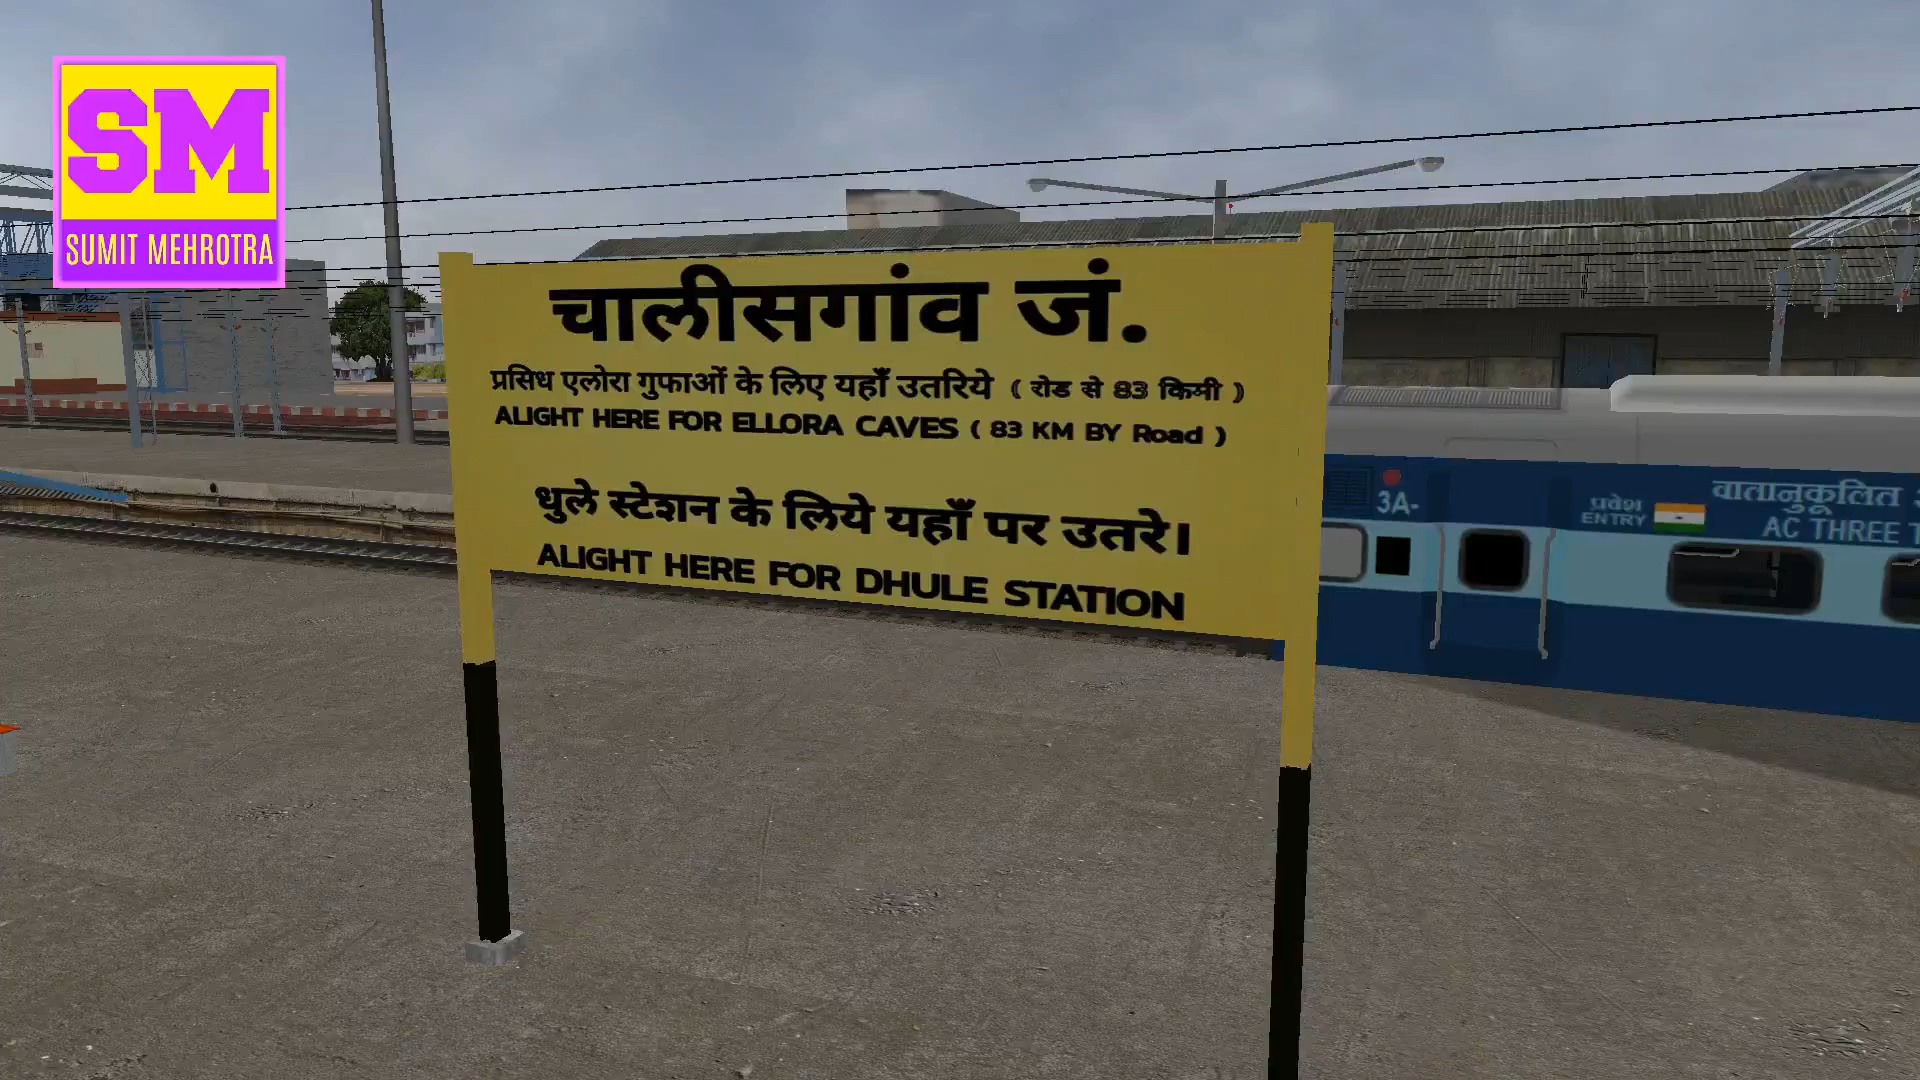 SM
SUMIT MEHROTRA
चालीसगांव जं.
प्रसिध एलोरा गुफाओं के लिए यहाँ उतरिये ( रोड से 83 किमी )
ALIGHT HERE FOR ELLORA CAVES ( 83 KM BY Road )
धुले स्टेशन के लिये यहाँ पर उतरे।
ALIGHT HERE FOR DHULE STATION
3A-
प्रवेश
ENTRY
वातानुकूलित
AC THREE